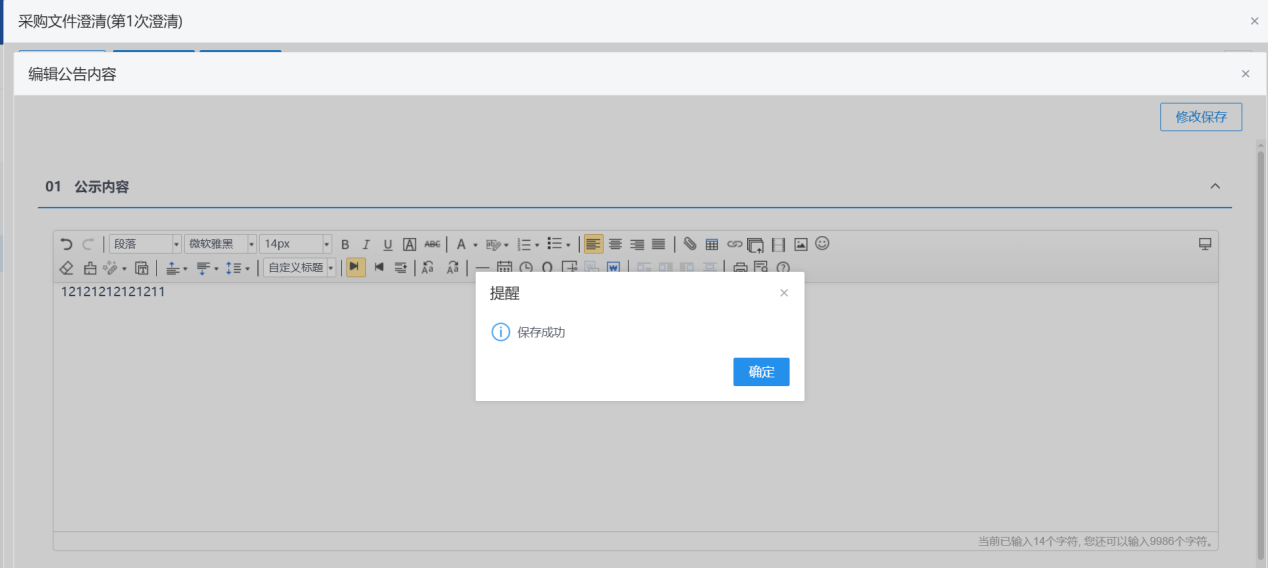 采购文件澄清(第1次澄清)
编辑公告内容
修改保存
01 公示内容
段落 微软雅黑 14px
自定义标题
12121212121211
提醒
保存成功
确定
当前已输入14个字符, 您还可以输入9986个字符。